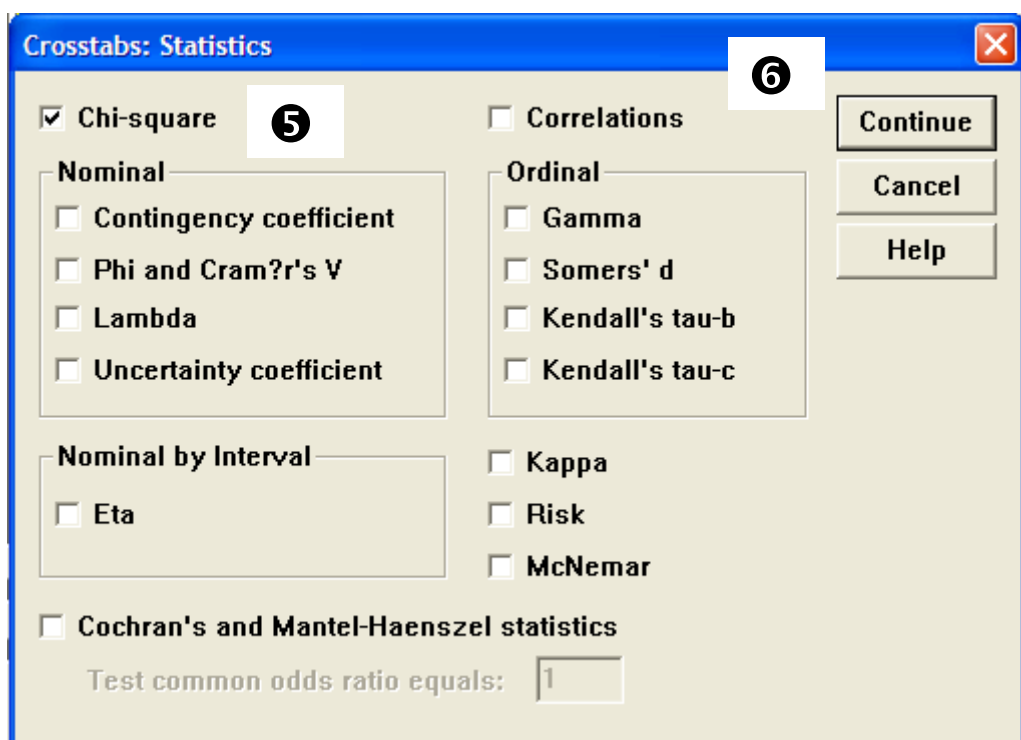 Crosstabs: Statistics
❻
Chi-square
❺
Correlations
Continue
Nominal
Ordinal
Cancel
Contingency coefficient
Gamma
Help
Phi and Cram?r's V
Somers' d
Lambda
Kendall's tau-b
Uncertainty coefficient
Kendall's tau-c
Nominal by Interval
Kappa
Eta
Risk
McNemar
Cochran's and Mantel-Haenszel statistics
Test common odds ratio equals: 1